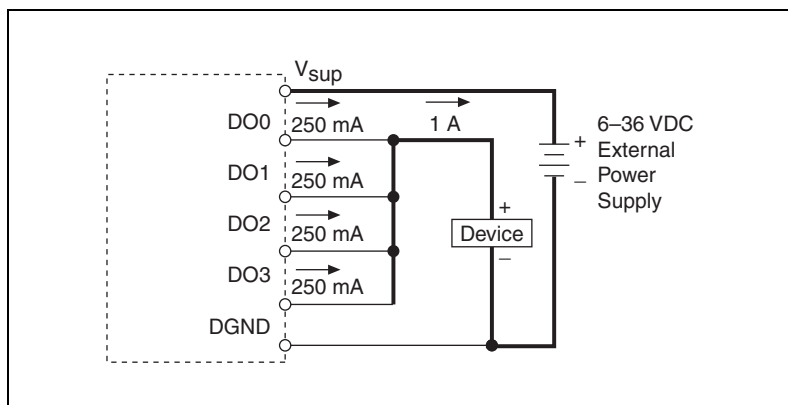 Vsup
DO0
250 mA
1 A
DO1
250 mA
DO2
250 mA
DO3
250 mA
DGND
+
Device
–
+
–
6–36 VDC
External
Power
Supply